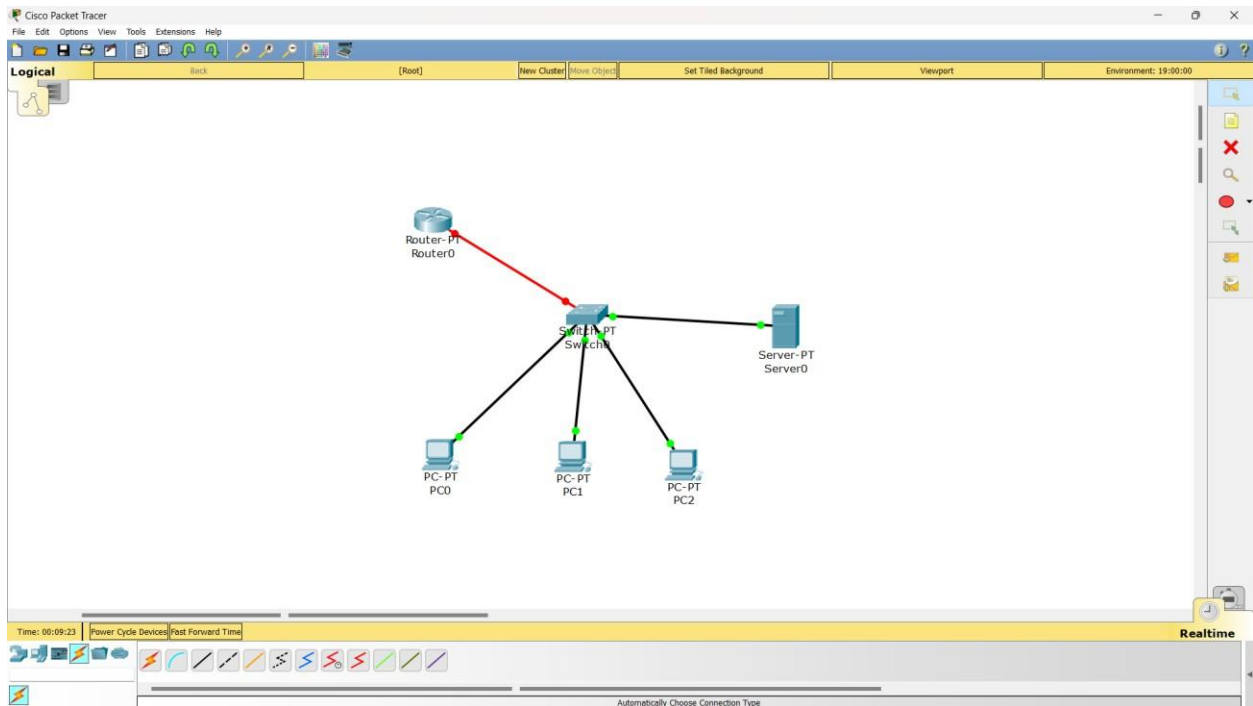 Cisco Packet Tracer
File Edit Options View Tools Extensions Help
Logical Back [Root] New Cluster Move Object Set Tiled Background Viewport Environment: 19:00:00
Router-PT
Router0
Switch-PT
Switch0
Server-PT
Server0
PC-PT
PC0
PC-PT
PC1
PC-PT
PC2
Time: 00:09:23 Power Cycle Devices Fast Forward Time Realtime
Automatically Choose Connection Type